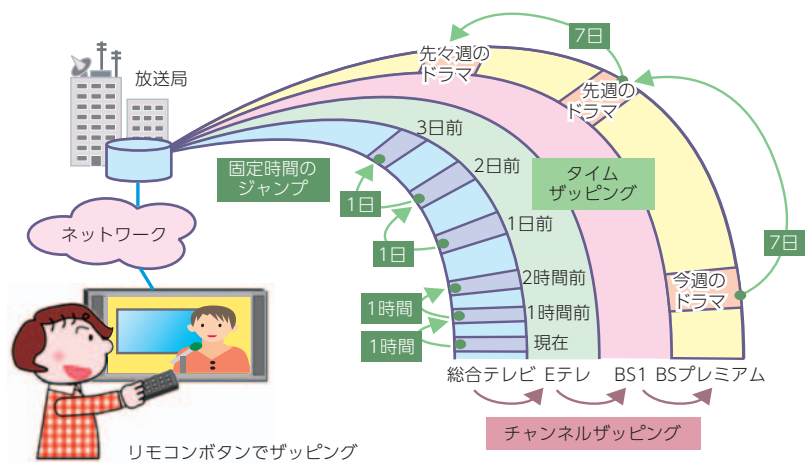 放送局
先々週の
ドラマ
7日
先週の
ドラマ
3日前
固定時間の
ジャンプ
2日前
タイム
ザッピング
1日
1日前
ネットワーク
1日
7日
2時間前
今週の
ドラマ
1時間
1時間前
1時間
現在
総合テレビ Eテレ BS1 BSプレミアム
チャンネルザッピング
リモコンボタンでザッピング